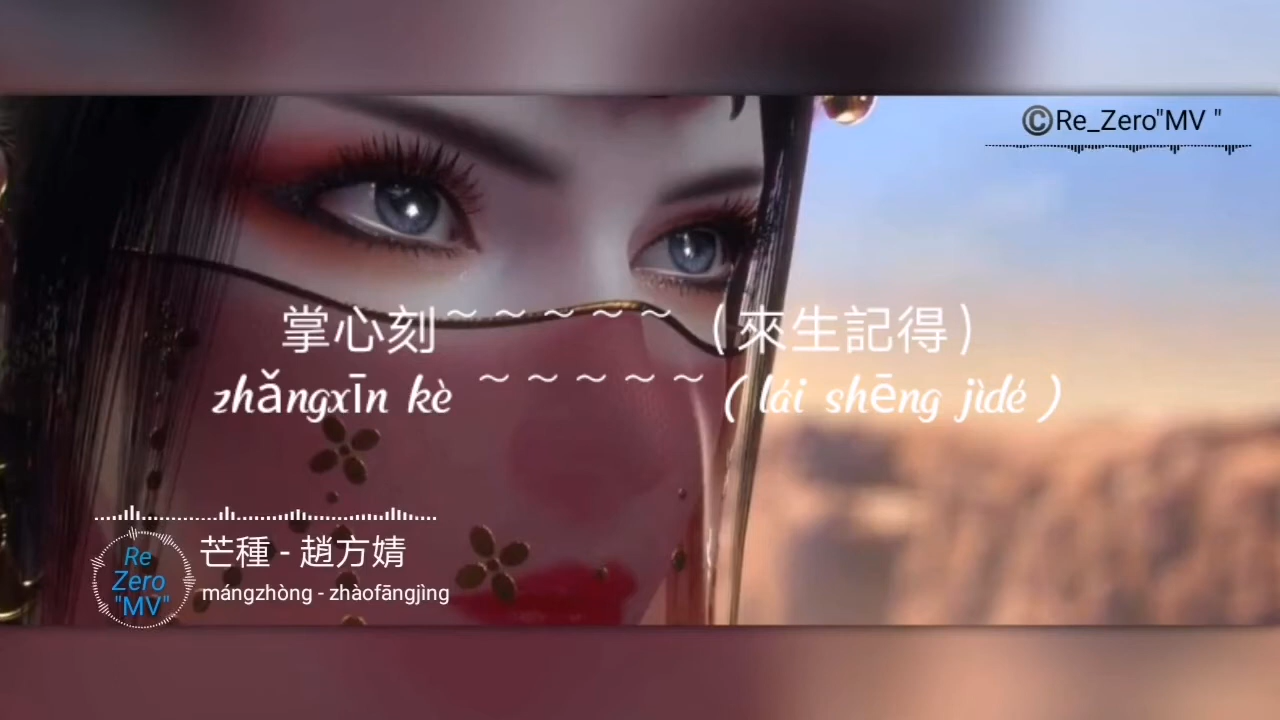 ©Re_Zero"MV "
掌心刻~~~~~（來生記得）
zhǎngxīn kè ~~~~~ ( lái shēng jìdé )
芒種 - 趙方婧
mángzhòng - zhàofāngjìng
Re
Zero
"MV"